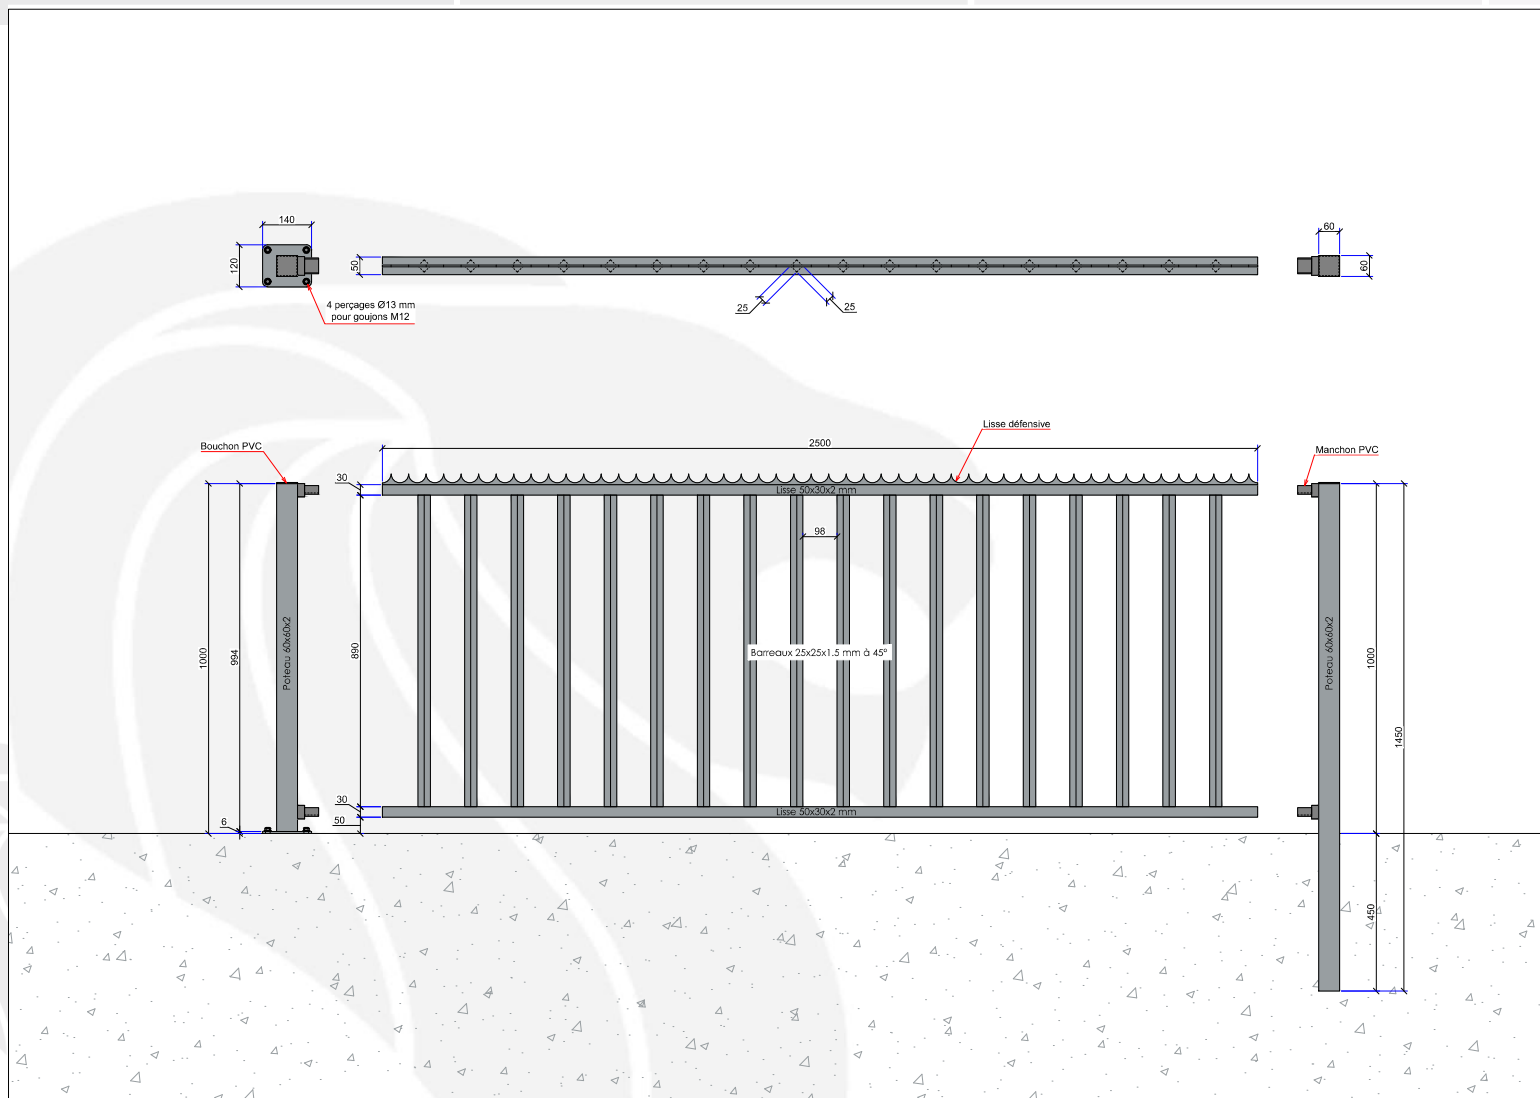 140
60
120
50
60
4 perçages Ø13 mm
pour goujons M12
25
25
Lisse défensive
2500
Bouchon PVC
Manchon PVC
30
Lisse 50x30x2 mm
98
1000
994
Poteau 60x60x2
890
Barreaux 25x25x1.5 mm à 45°
Poteau 60x60x2
1000
1450
30
Lisse 50x30x2 mm
6
50
450